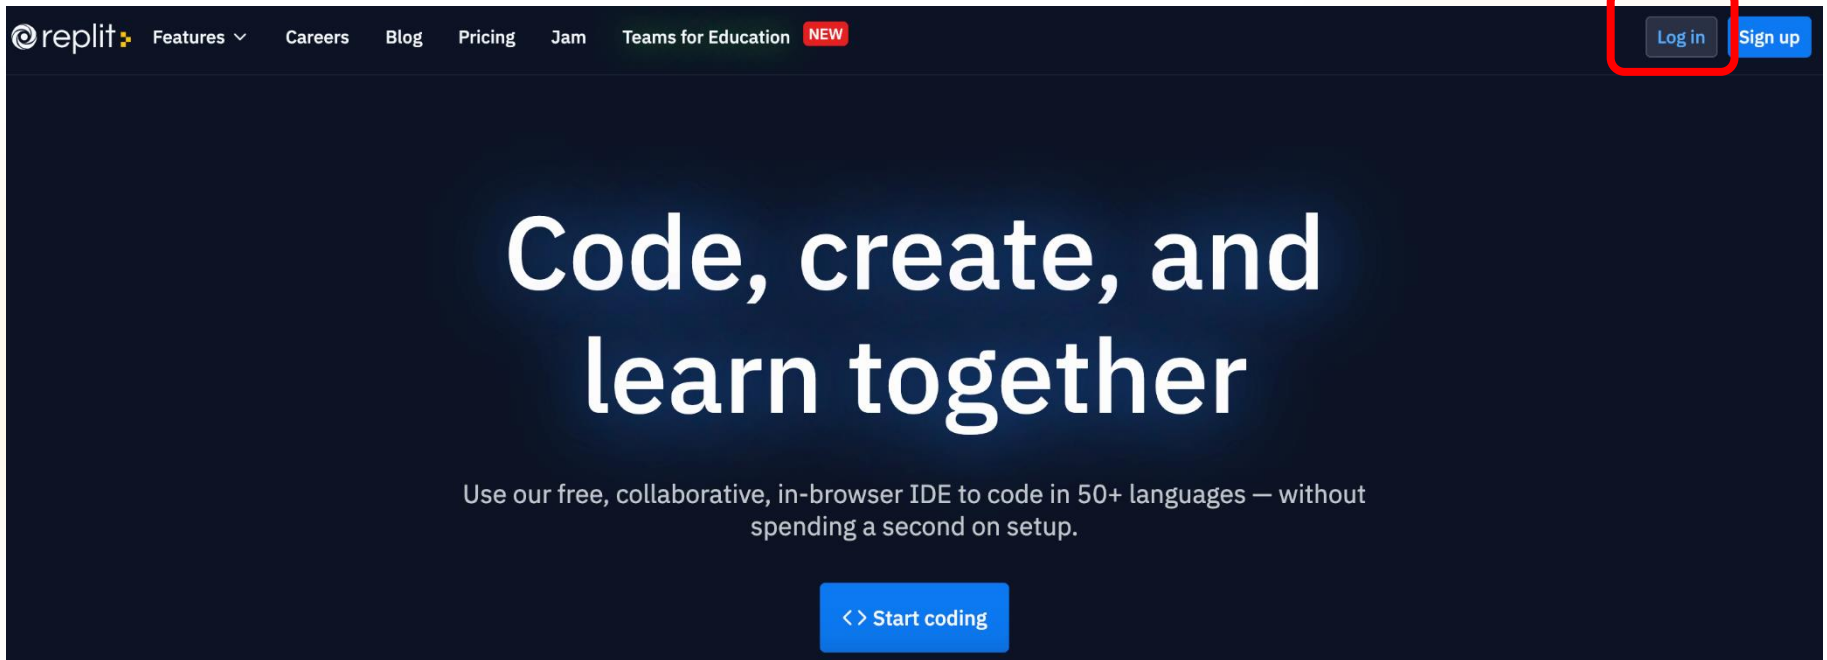 replit
Features
Careers
Blog
Pricing
Jam
Teams for Education
NEW
Log in
Sign up
Code, create, and
learn together
Use our free, collaborative, in-browser IDE to code in 50+ languages — without
spending a second on setup.
<> Start coding